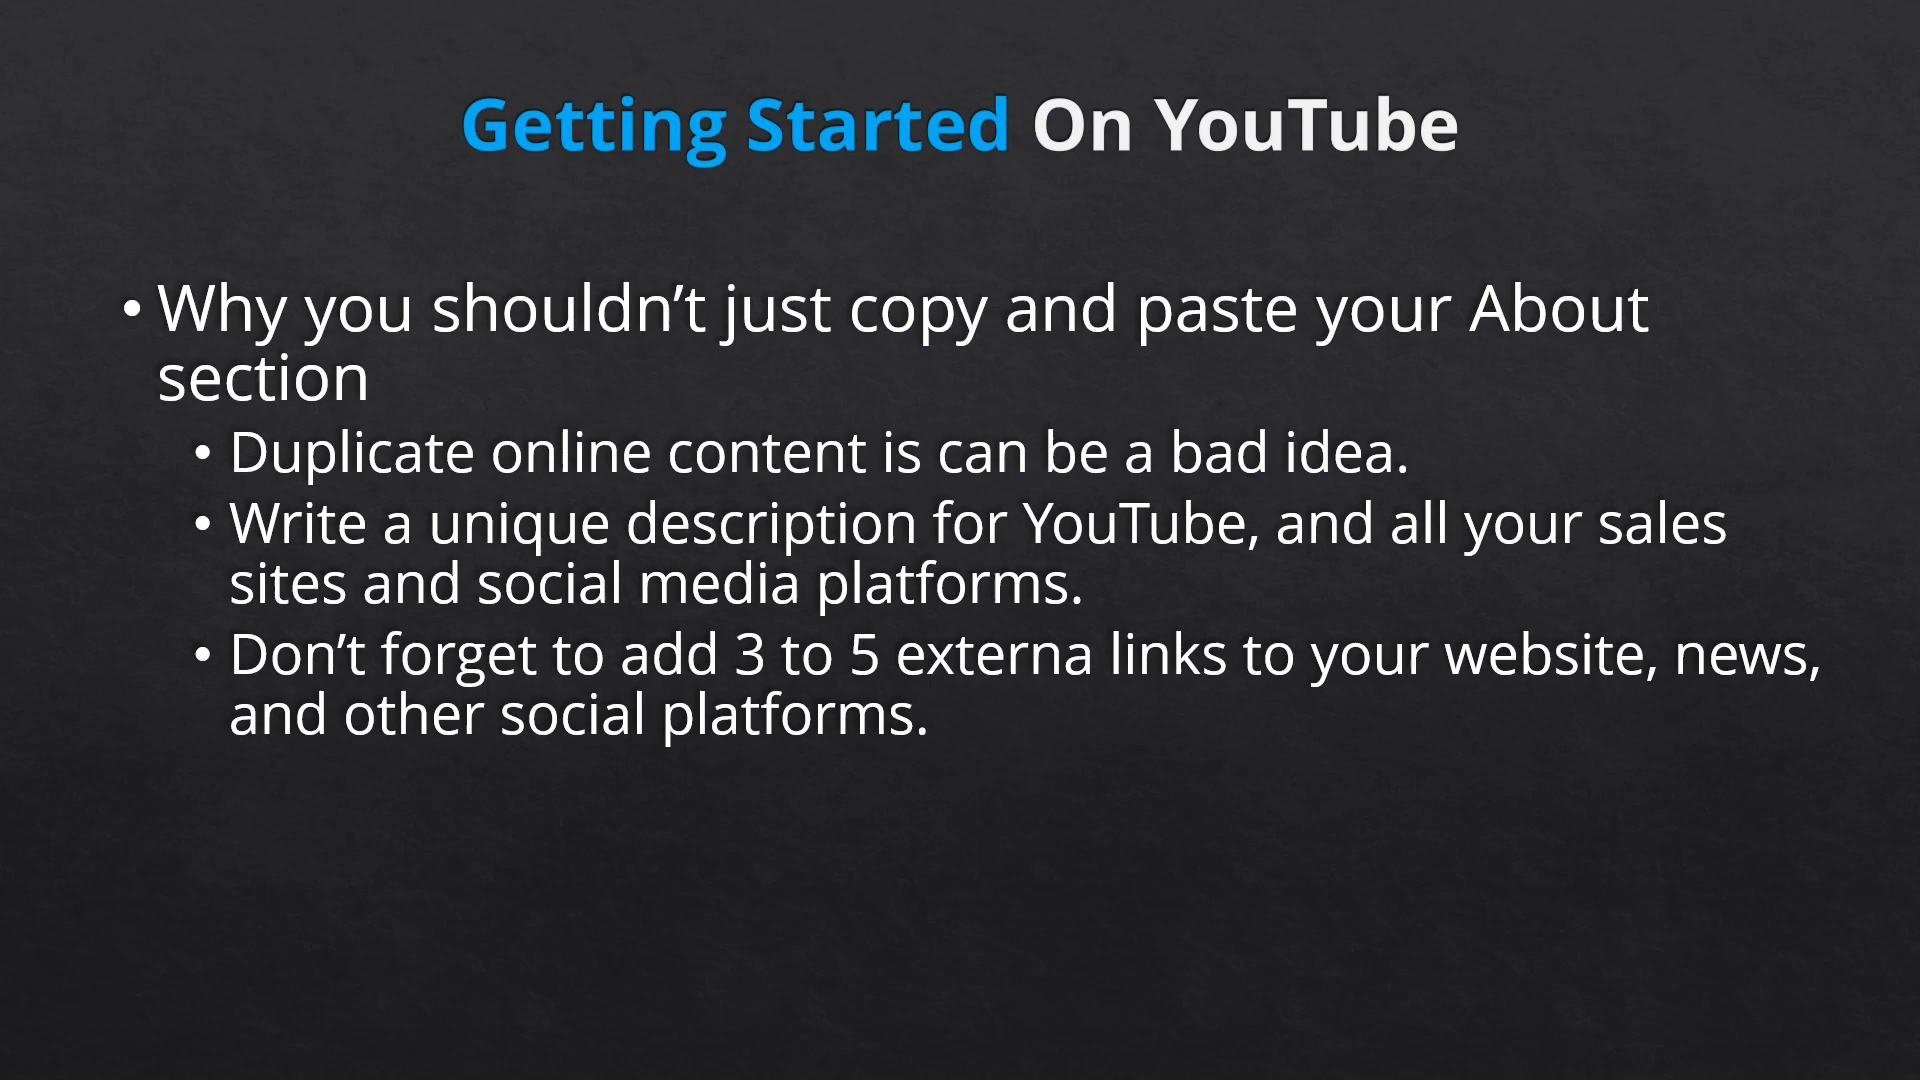 Getting Started On YouTube
• Why you shouldn’t just copy and paste your About
section
• Duplicate online content is can be a bad idea.
• Write a unique description for YouTube, and all your sales
sites and social media platforms.
• Don’t forget to add 3 to 5 externa links to your website, news,
and other social platforms.